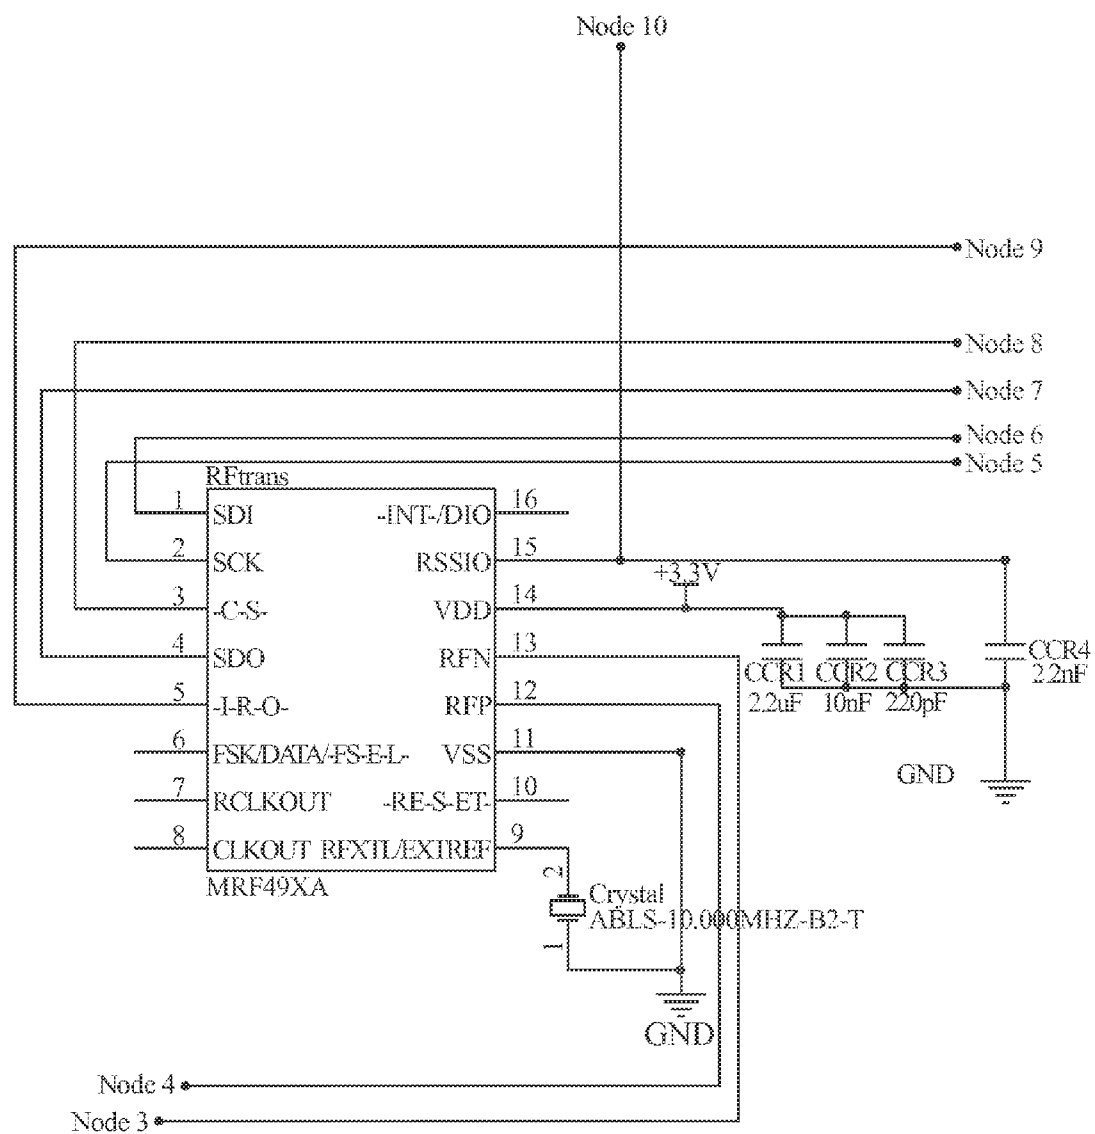 Node 10
Node 9
Node 8
Node 7
Node 6
Node 5
RFtrans
1 SDI -INT-/DIO 16
2 SCK RSSIO 15
+3.3V
3 -C-S- VDD 14
4 SDO RFN 13
CCR1 CCR2 CCR3 CCR4
2.2uF 10nF 220pF 2.2nF
5 -I-R-O- RFP 12
6 FSK/DATA/-FS-E-L- VSS 11
GND
7 RCLKOUT -RE-S-ET- 10
8 CLKOUT RFXTL/EXTREF 9
MRF49XA
2
Crystal
ABLS-10.000MHZ-B2-T
1
GND
Node 4
Node 3